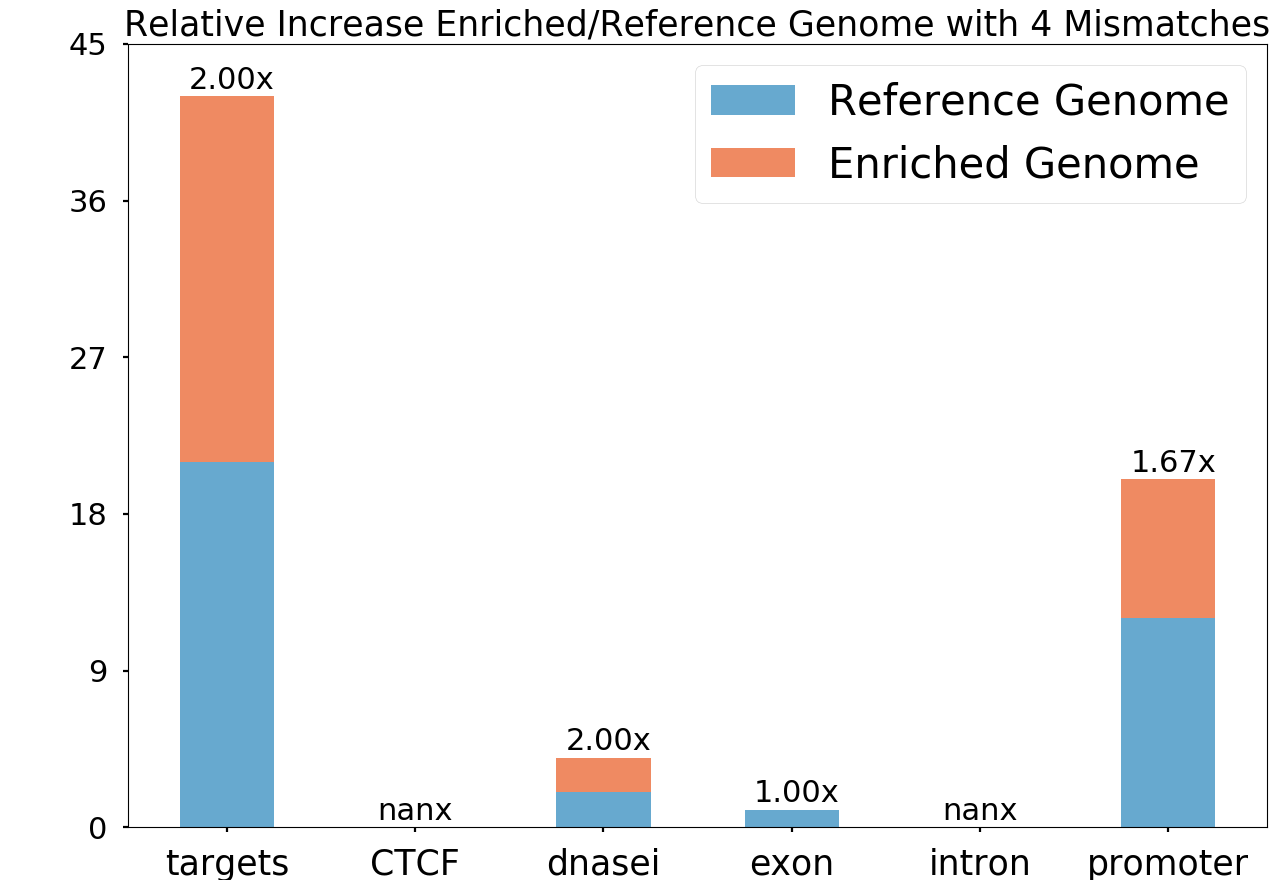 Relative Increase Enriched/Reference Genome with 4 Mismatches
45
36
27
18
9
0
Reference Genome
Enriched Genome
2.00x
nanx
2.00x
1.00x
nanx
1.67x
targets
CTCF
dnasei
exon
intron
promoter